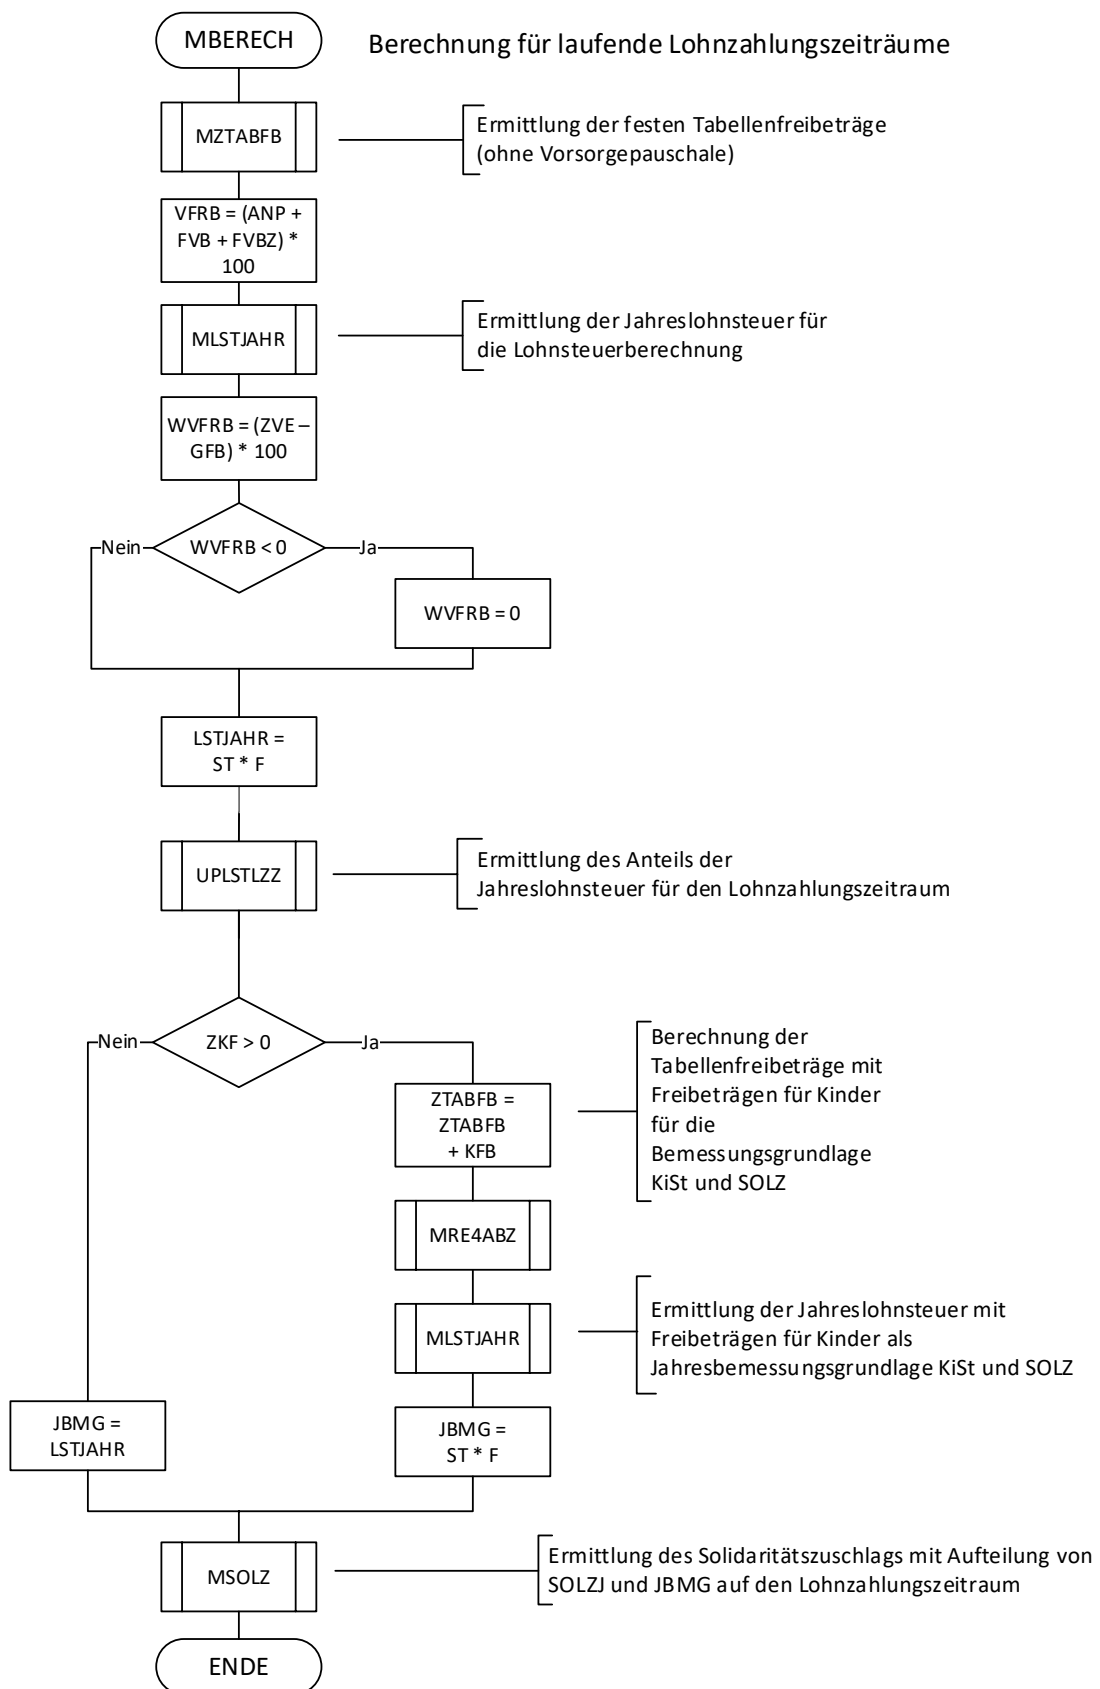 MBERECH
Berechnung für laufende Lohnzahlungszeiträume
MZTABFB
Ermittlung der festen Tabellenfreibeträge
(ohne Vorsorgepauschale)
VFRB = (ANP +
FVB + FVBZ) *
100
MLSTJAHR
Ermittlung der Jahreslohnsteuer für
die Lohnsteuerberechnung
WVFRB = (ZVE –
GFB) * 100
Nein
WVFRB < 0
Ja
WVFRB = 0
LSTJAHR =
ST * F
UPLSTLZZ
Ermittlung des Anteils der
Jahreslohnsteuer für den Lohnzahlungszeitraum
Nein
ZKF > 0
Ja
ZTABFB =
ZTABFB
+ KFB
Berechnung der
Tabellenfreibeträge mit
Freibeträgen für Kinder
für die
Bemessungsgrundlage
KiSt und SOLZ
MRE4ABZ
MLSTJAHR
Ermittlung der Jahreslohnsteuer mit
Freibeträgen für Kinder als
Jahresbemessungsgrundlage KiSt und SOLZ
JBMG =
LSTJAHR
JBMG =
ST * F
MSOLZ
Ermittlung des Solidaritätszuschlags mit Aufteilung von
SOLZJ und JBMG auf den Lohnzahlungszeitraum
ENDE